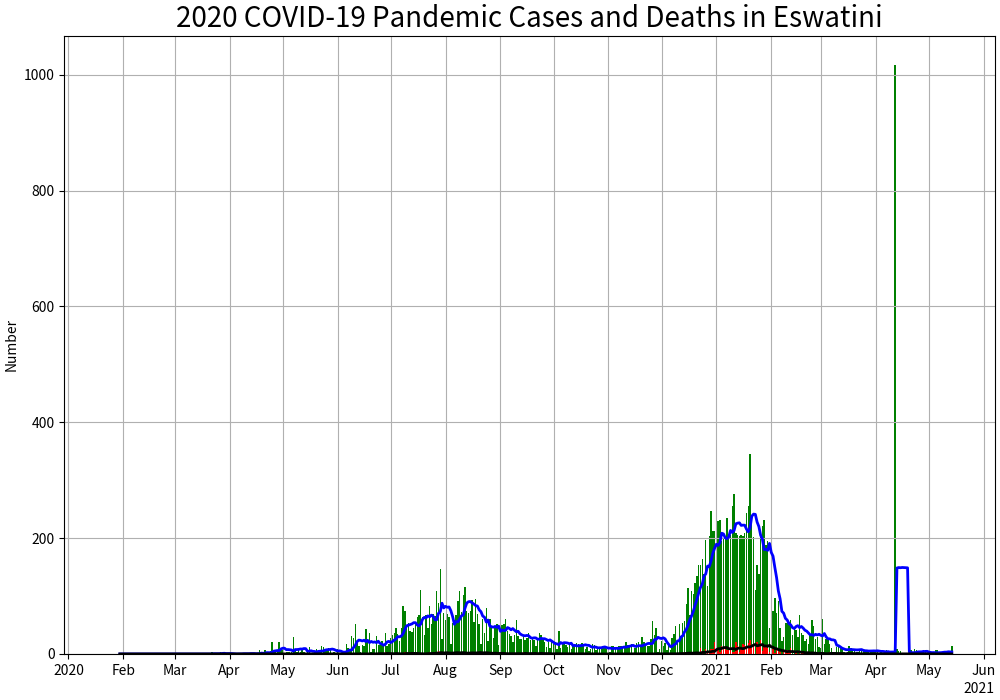 2020 COVID-19 Pandemic Cases and Deaths in Eswatini
1000
800
600
400
200
0
Number
2020 Feb Mar Apr May Jun Jul Aug Sep Oct Nov Dec 2021 Feb Mar Apr May Jun
2021